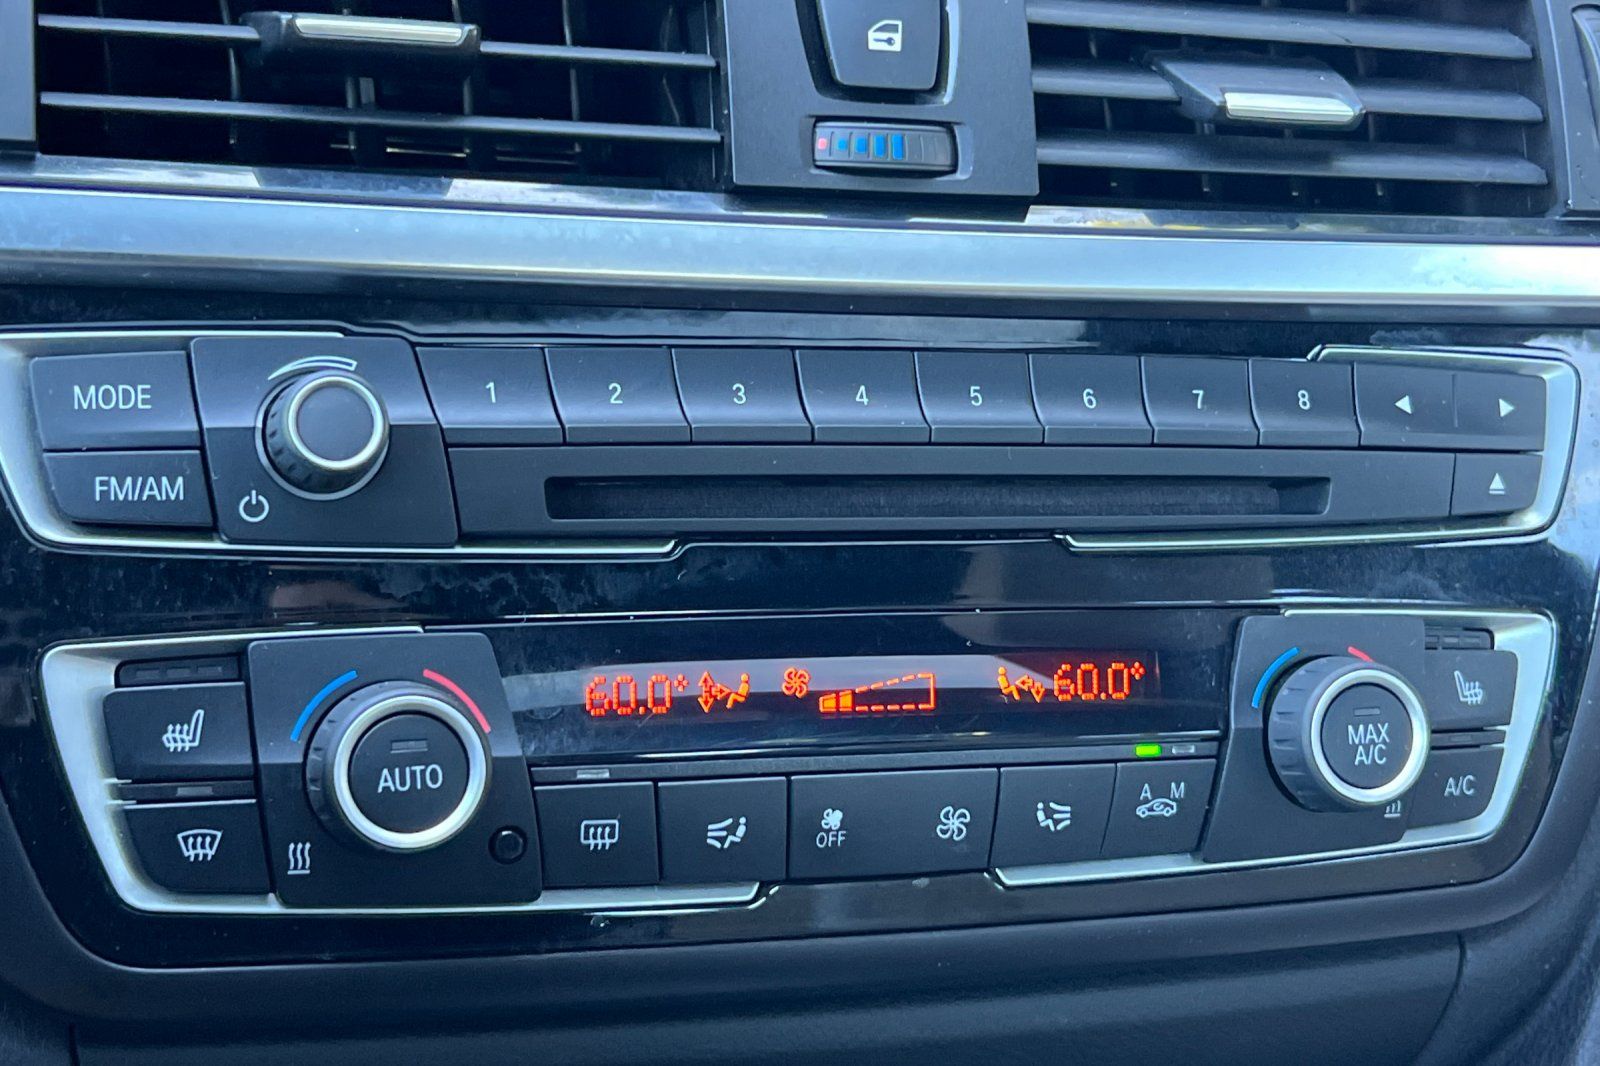 MODE
1 2 3 4 5 6 7 8
FM/AM
60.0° 60.0°
AUTO
MAX
A/C
A/C
OFF
A M